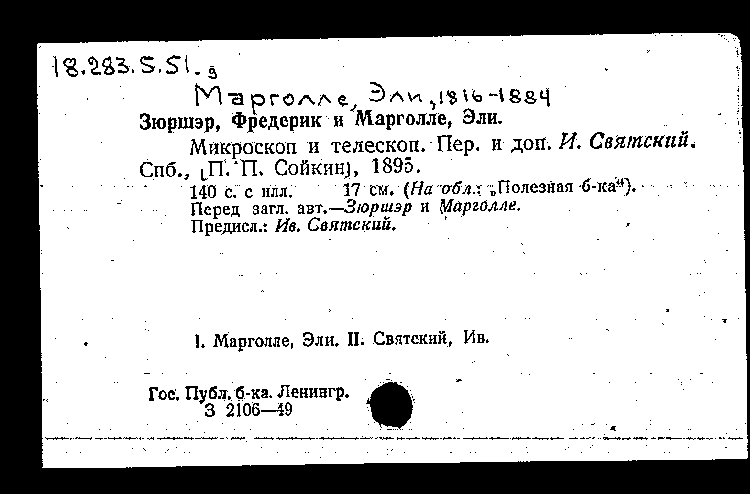 18.283.5.51.9
Марголле, Эли, 1816-1884
Зюршэр, Фредерик и Марголле, Эли.
Микроскоп и телескоп. Пер. и доп. И. Святский.
Спб., [П. П. Сойкин], 1895.
140 с. с илл. 17 см. (На обл.: „Полезная б-ка“).
Перед загл. авт.—Зюршэр и Марголле.
Предисл.: Ив. Святский.
I. Марголле, Эли. II. Святский, Ив.
Гос. Публ. б-ка. Ленингр.
З 2106—49